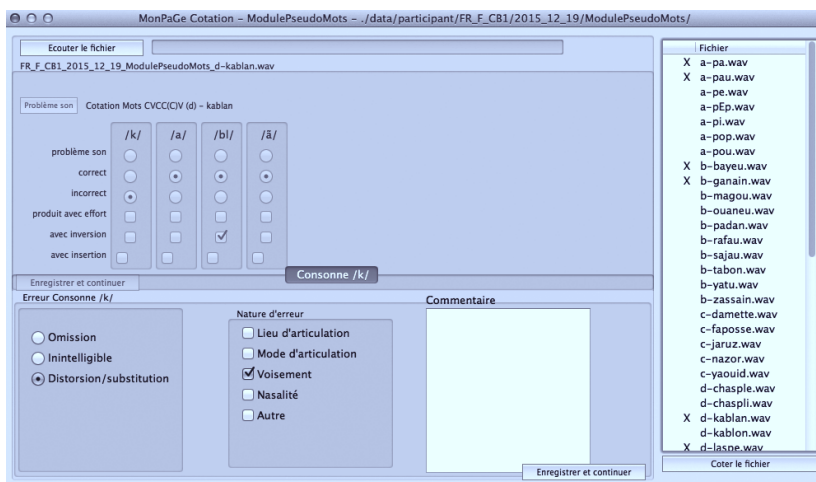 MonPaGe Cotation – ModulePseudoMots – ./data/participant/FR_F_CB1/2015_12_19/ModulePseudoMots/
Ecouter le fichier
FR_F_CB1_2015_12_19_ModulePseudoMots_d-kablan.wav
Problème son Cotation Mots CVCC(C)V (d) – kablan
/k/ /a/ /bl/ /ã/
problème son
correct
incorrect
produit avec effort
avec inversion
avec insertion
Enregistrer et continuer
Consonne /k/
Erreur Consonne /k/
Omission
Inintelligible
Distorsion/substitution
Nature d'erreur
Lieu d'articulation
Mode d'articulation
Voisement
Nasalité
Autre
Commentaire
Enregistrer et continuer
Fichier
X a-pa.wav
X a-pau.wav
a-pe.wav
a-pEp.wav
a-pi.wav
a-pop.wav
a-pou.wav
X b-bayeu.wav
X b-ganain.wav
b-magou.wav
b-ouaneu.wav
b-padan.wav
b-rafau.wav
b-sajau.wav
b-tabon.wav
b-yatu.wav
b-zassain.wav
c-damette.wav
c-faposse.wav
c-jaruz.wav
c-nazor.wav
c-yaouid.wav
d-chasple.wav
d-chaspli.wav
X d-kablan.wav
d-kablon.wav
X d-laspe.wav
Coter le fichier